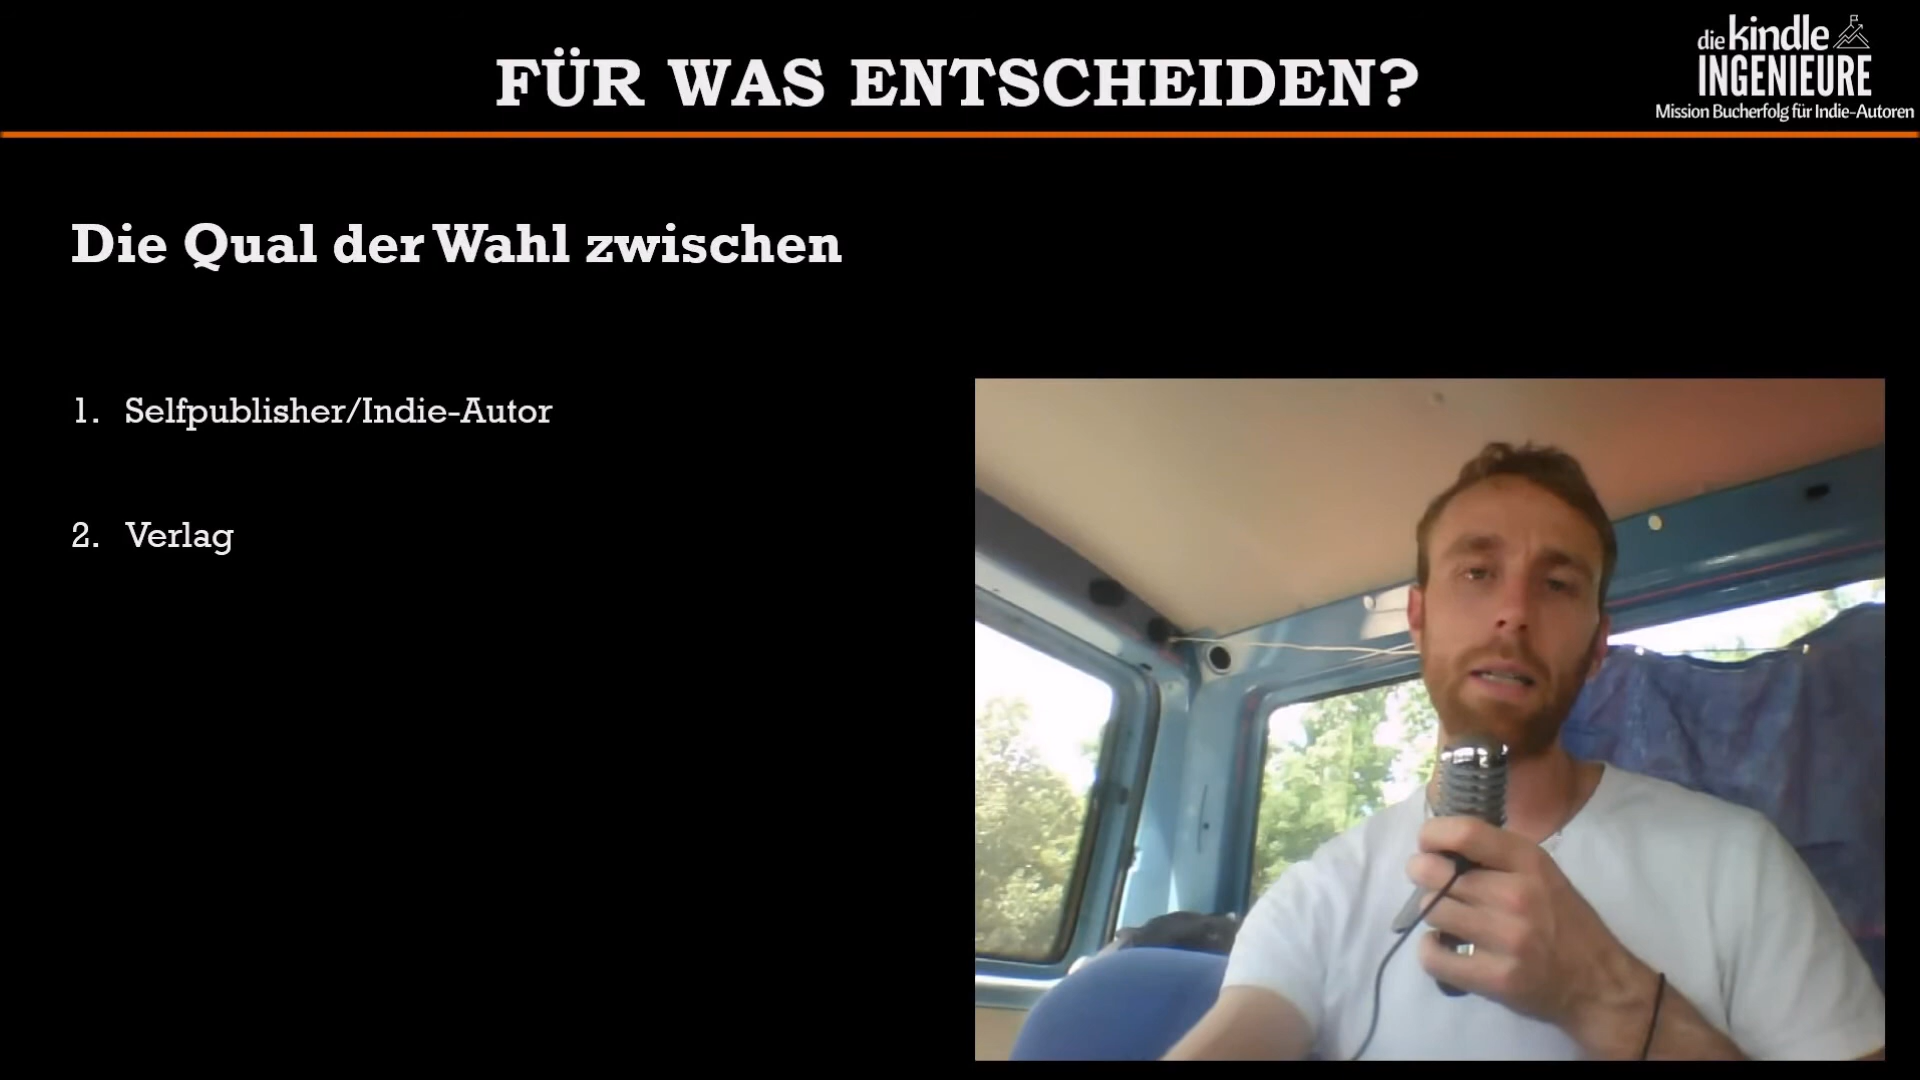 FÜR WAS ENTSCHEIDEN?
die kindle
INGENIEURE
Mission Bucherfolg für Indie-Autoren
Die Qual der Wahl zwischen
1. Selfpublisher/Indie-Autor
2. Verlag